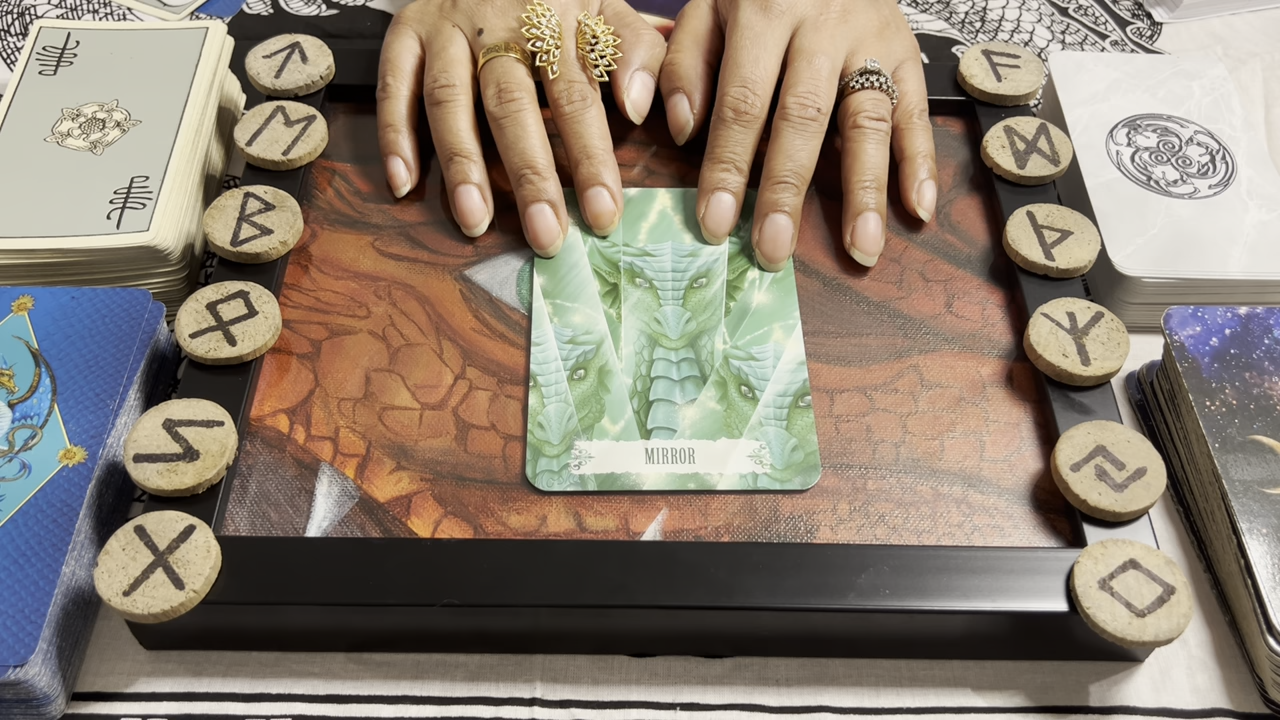 ᛏ
ᛖ
ᛒ
ᛟ
ᛋ
ᚷ
MIRROR
ᚨ
ᛞ
ᚦ
ᛉ
ᛃ
ᛜ